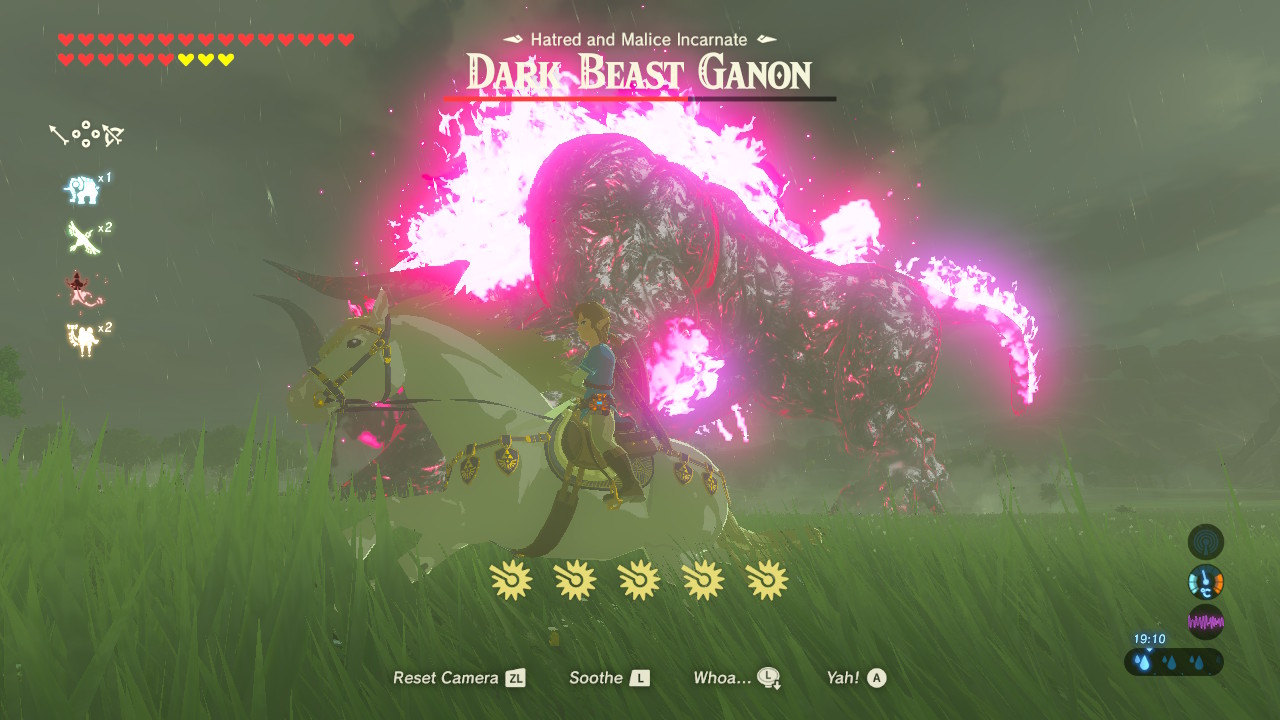 Hatred and Malice Incarnate
DARK BEAST GANON
x1
x2
x2
°C
19:10
Reset Camera ZL Soothe L Whoa... L Yah! A